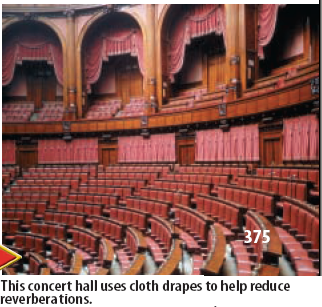 375
This concert hall uses cloth drapes to help reduce
reverberations.